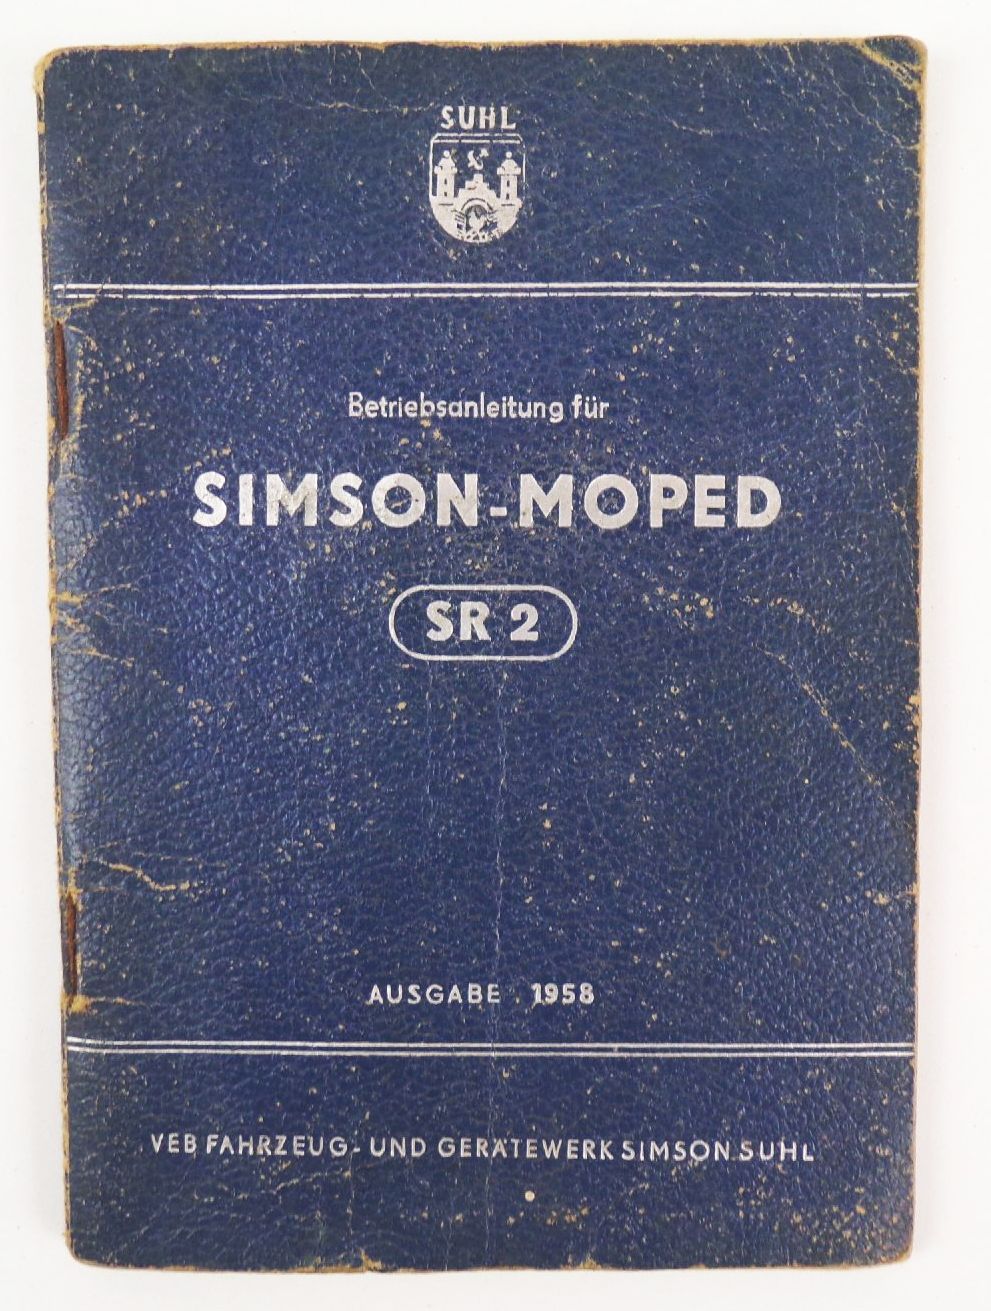 SUHL
Betriebsanleitung für
SIMSON-MOPED
SR 2
AUSGABE . 1958
VEB FAHRZEUG- UND GERÄTEWERK SIMSON SUHL